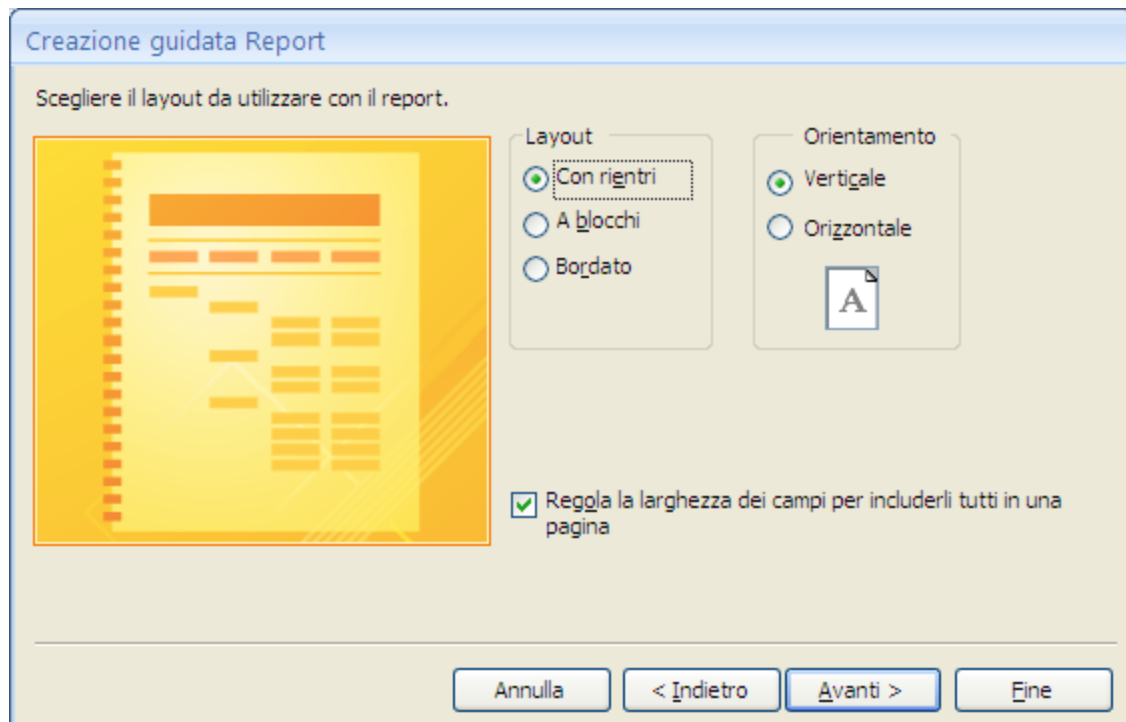 Creazione guidata Report
Scegliere il layout da utilizzare con il report.
Layout
Con rientri
A blocchi
Bordato
Orientamento
Verticale
Orizzontale
A
Regola la larghezza dei campi per includerli tutti in una
pagina
Annulla
< Indietro
Avanti >
Fine